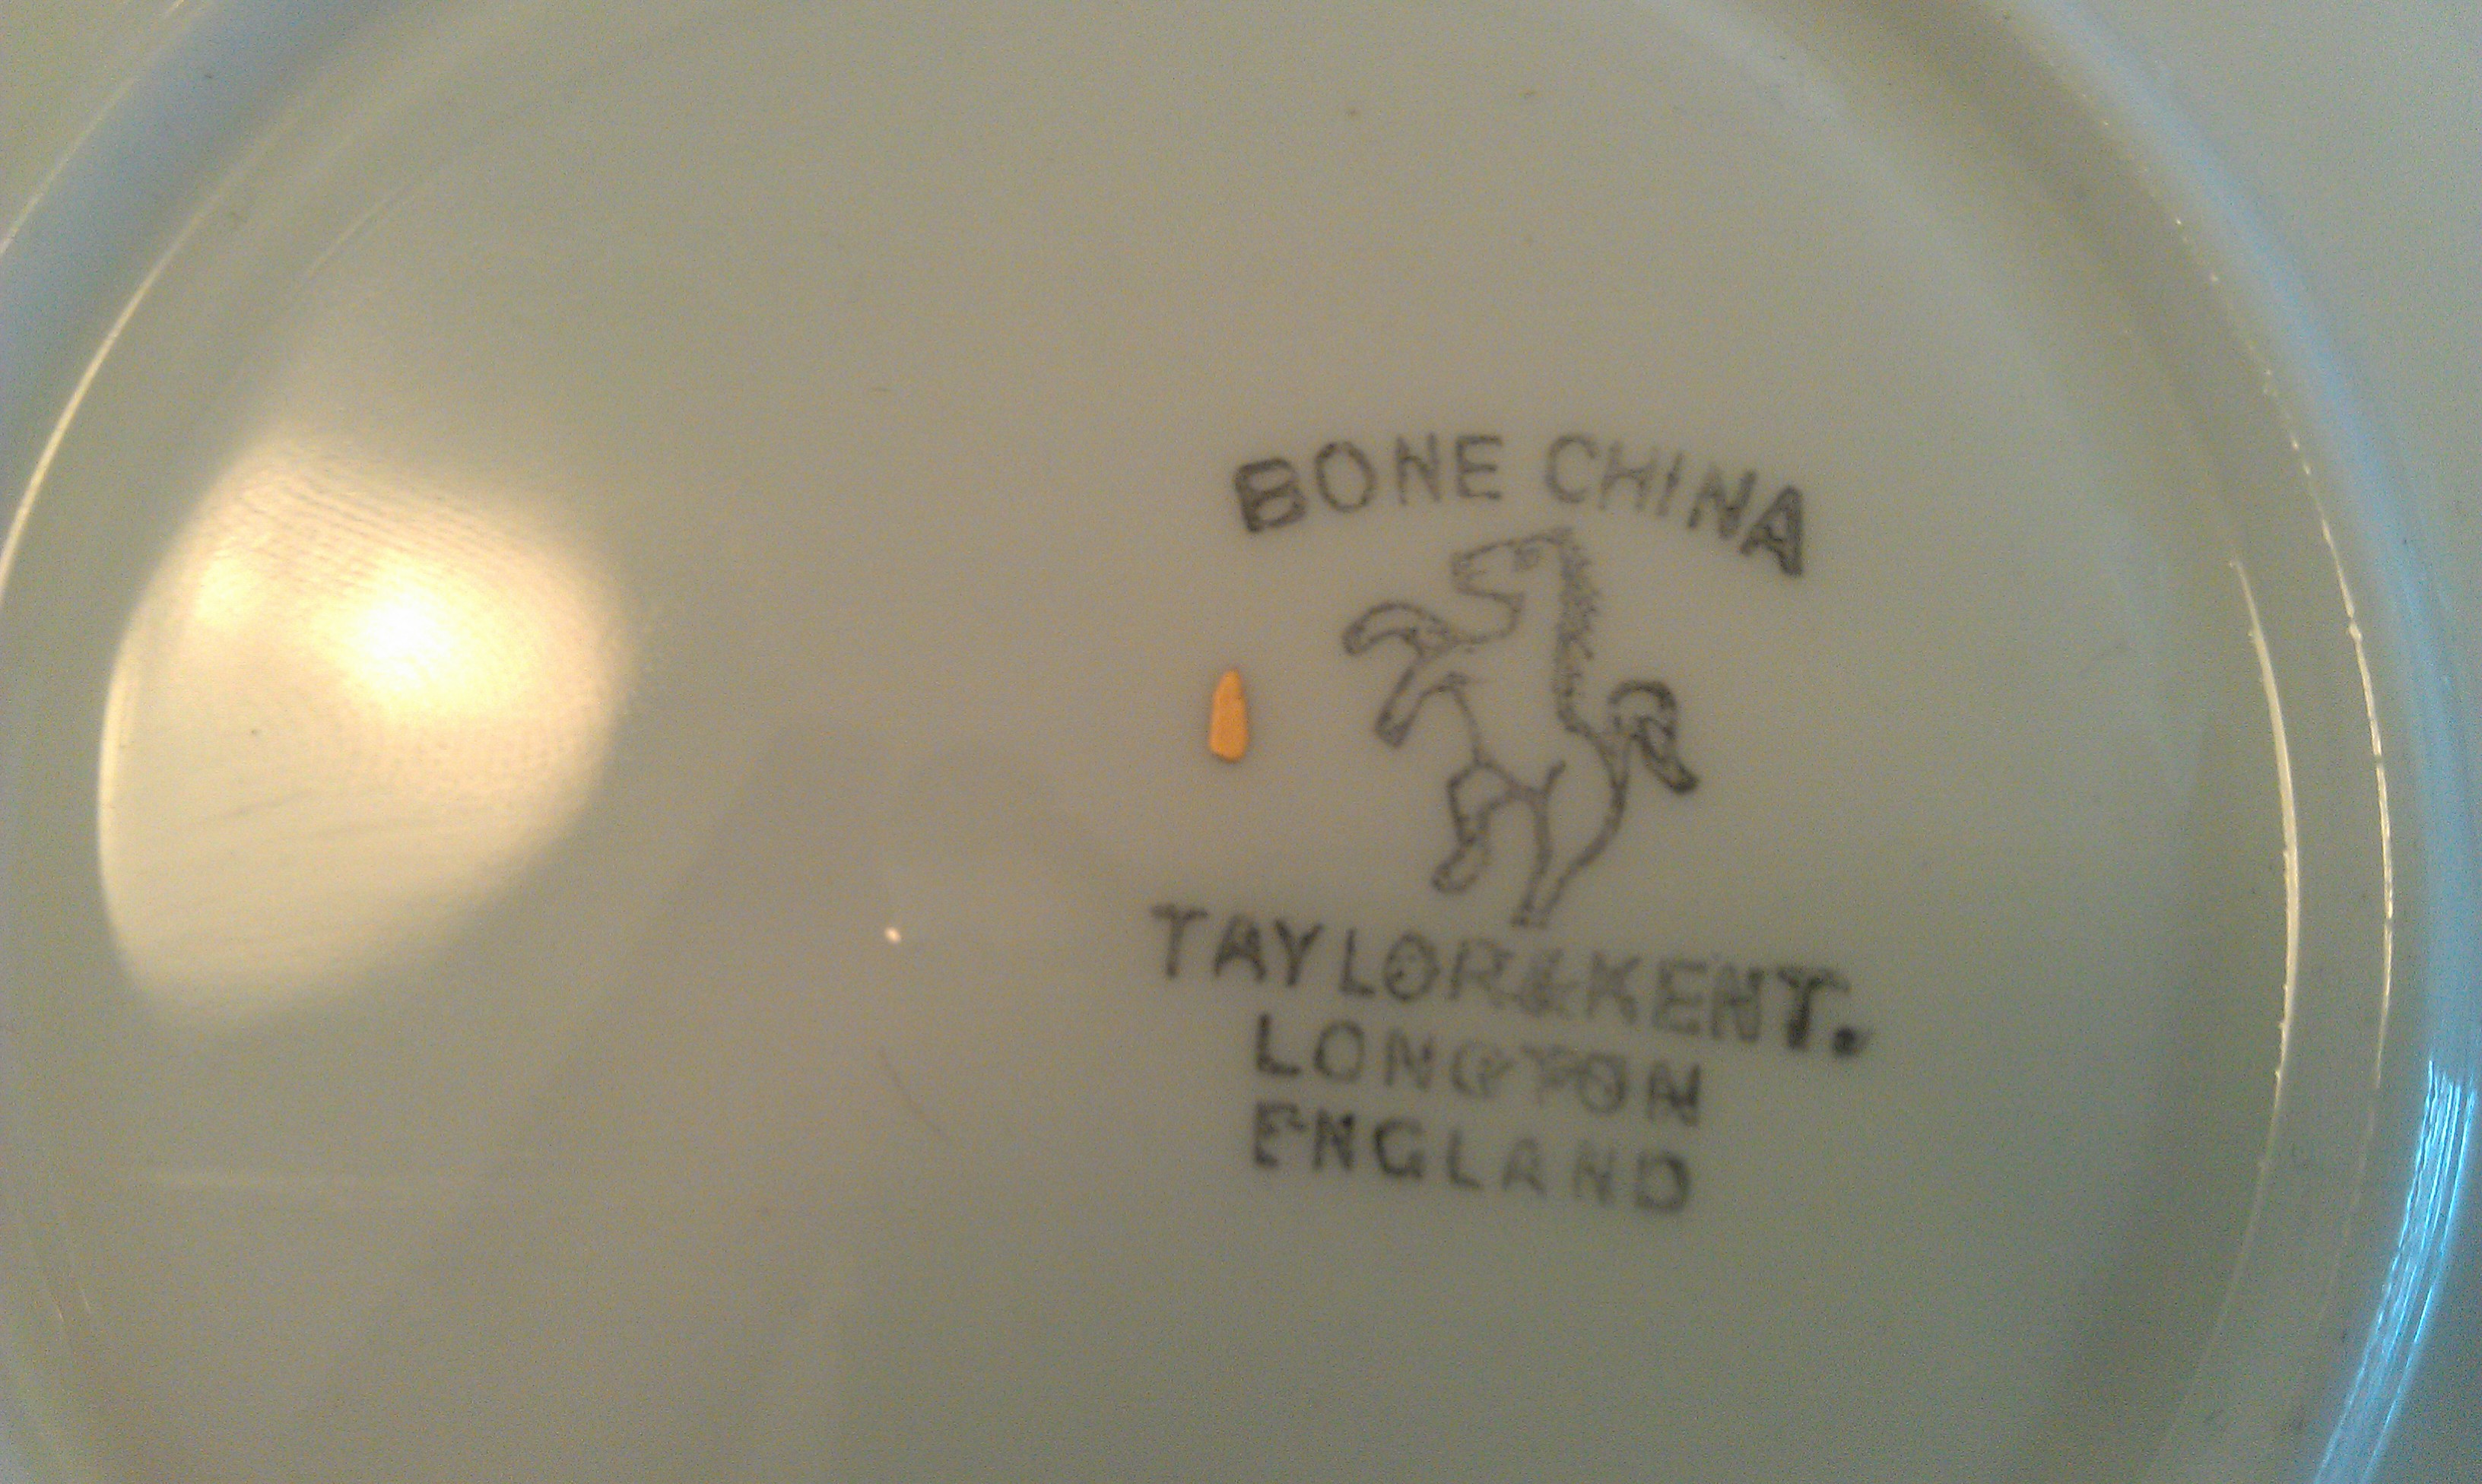 BONE CHINA
TAYLOR&KENT.
LONGTON
ENGLAND